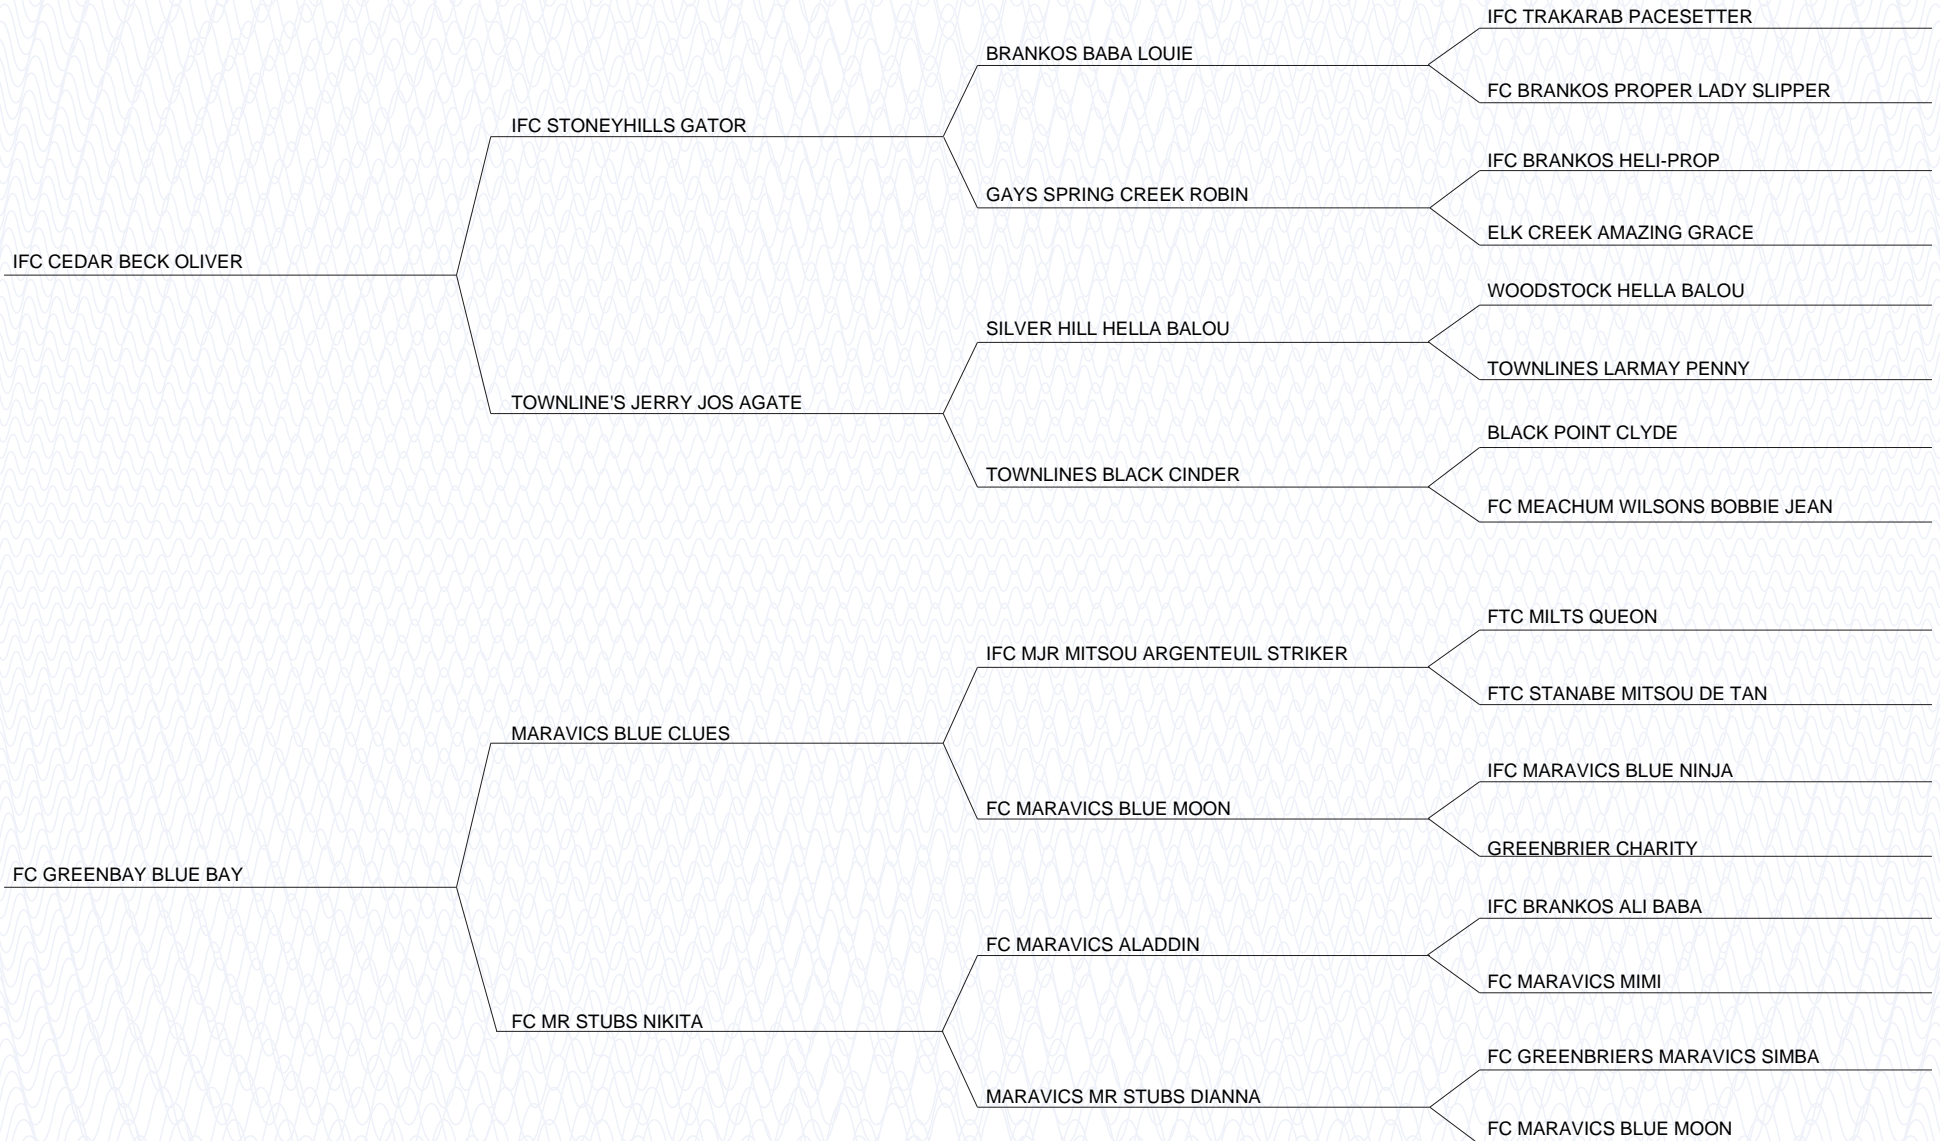 IFC TRAKARAB PACESETTER
BRANKOS BABA LOUIE
FC BRANKOS PROPER LADY SLIPPER
IFC STONEYHILLS GATOR
IFC BRANKOS HELI-PROP
GAYS SPRING CREEK ROBIN
ELK CREEK AMAZING GRACE
IFC CEDAR BECK OLIVER
WOODSTOCK HELLA BALOU
SILVER HILL HELLA BALOU
TOWNLINES LARMAY PENNY
TOWNLINE'S JERRY JOS AGATE
BLACK POINT CLYDE
TOWNLINES BLACK CINDER
FC MEACHUM WILSONS BOBBIE JEAN
FTC MILTS QUEON
IFC MJR MITSOU ARGENTEUIL STRIKER
FTC STANABE MITSOU DE TAN
MARAVICS BLUE CLUES
IFC MARAVICS BLUE NINJA
FC MARAVICS BLUE MOON
GREENBRIER CHARITY
FC GREENBAY BLUE BAY
IFC BRANKOS ALI BABA
FC MARAVICS ALADDIN
FC MARAVICS MIMI
FC MR STUBS NIKITA
FC GREENBRIERS MARAVICS SIMBA
MARAVICS MR STUBS DIANNA
FC MARAVICS BLUE MOON